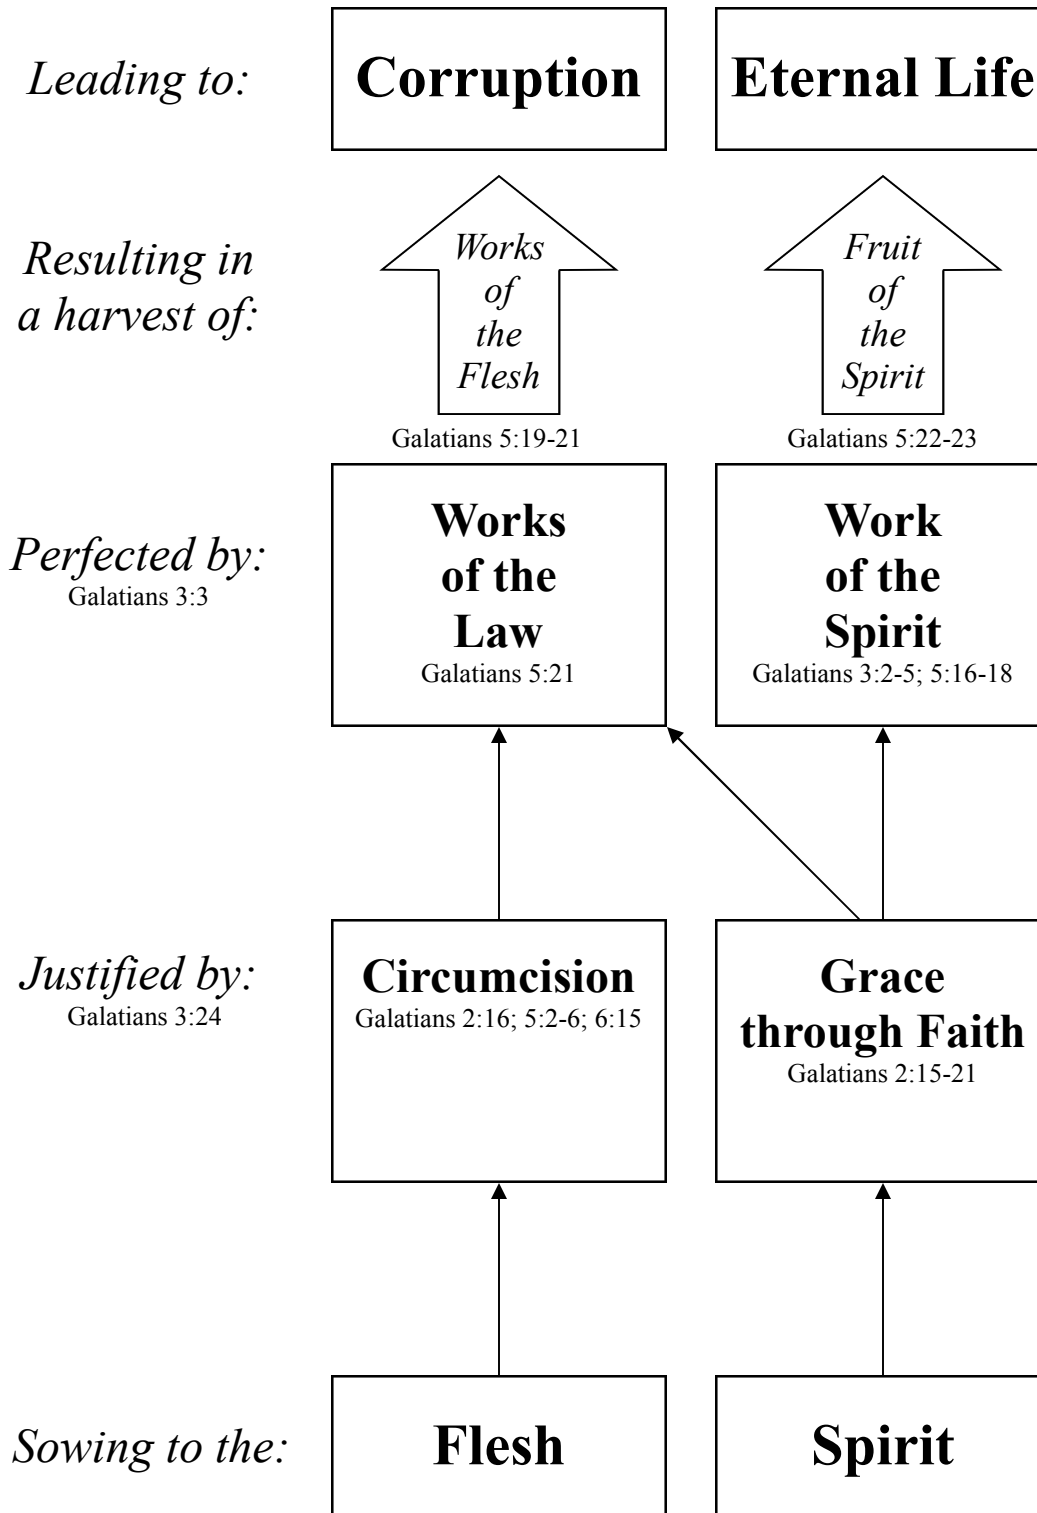 Leading to:
Corruption
Eternal Life
Resulting in
a harvest of:
Works
of
the
Flesh
Galatians 5:19-21
Fruit
of
the
Spirit
Galatians 5:22-23
Perfected by:
Galatians 3:3
Works
of the
Law
Galatians 5:21
Work
of the
Spirit
Galatians 3:2-5; 5:16-18
Justified by:
Galatians 3:24
Circumcision
Galatians 2:16; 5:2-6; 6:15
Grace
through Faith
Galatians 2:15-21
Sowing to the:
Flesh
Spirit